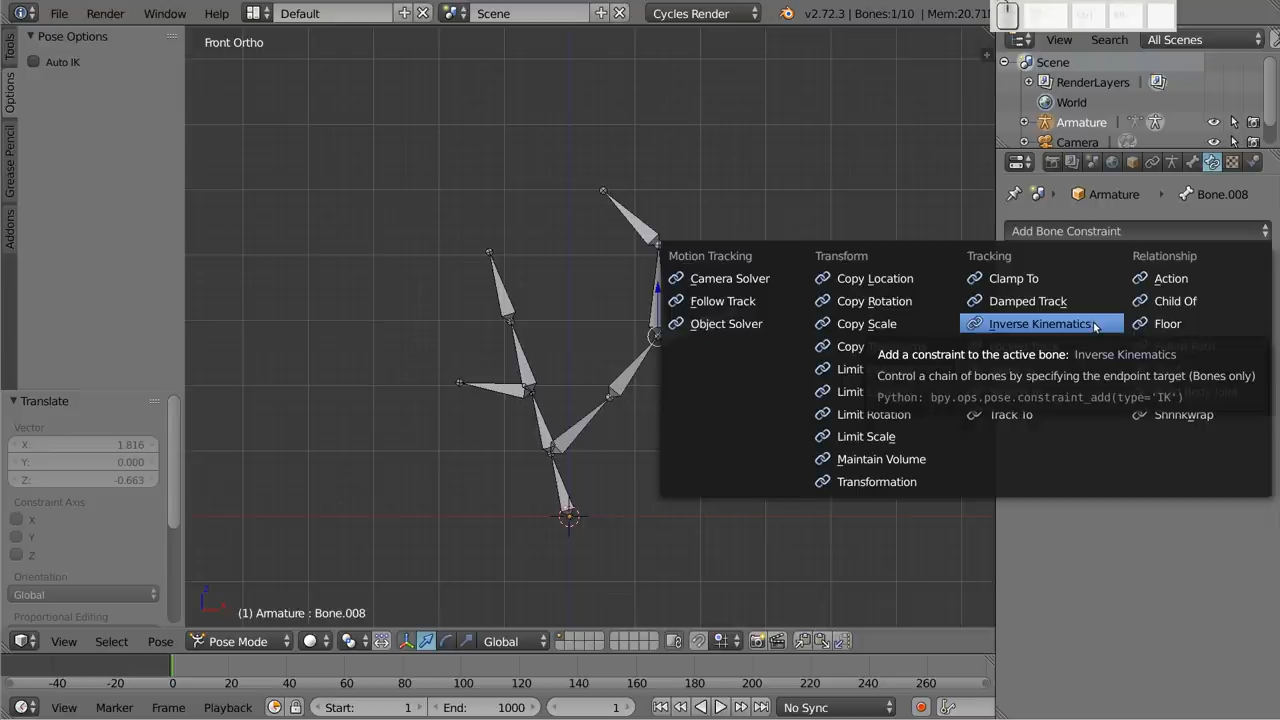 File Render Window Help Default Scene Cycles Render v2.72.3 | Bones:1/10 | Mem:20.71
Pose Options
Auto IK
Tools
Options
Grease Pencil
Addons
Front Ortho
View Search All Scenes
Scene
RenderLayers
World
Armature
Camera
Armature Bone.008
Add Bone Constraint
Motion Tracking Transform Tracking Relationship
Camera Solver Copy Location Clamp To Action
Follow Track Copy Rotation Damped Track Child Of
Object Solver Copy Scale Inverse Kinematics Floor
Copy
Limit
Limit
Limit Rotation Track To Shrinkwrap
Limit Scale
Maintain Volume
Transformation
Add a constraint to the active bone: Inverse Kinematics
Control a chain of bones by specifying the endpoint target (Bones only)
Python: bpy.ops.pose.constraint_add(type='IK')
Translate
Vector
X: 1.816
Y: 0.000
Z: -0.663
Constraint Axis
X
Y
Z
Orientation
Global
Proportional Editing
(1) Armature : Bone.008
View Select Pose Pose Mode Global
-40 -20 0 20 40 60 80 100 120 140 160 180 200 220 240 260
View Marker Frame Playback Start: 1 End: 1000 1 No Sync